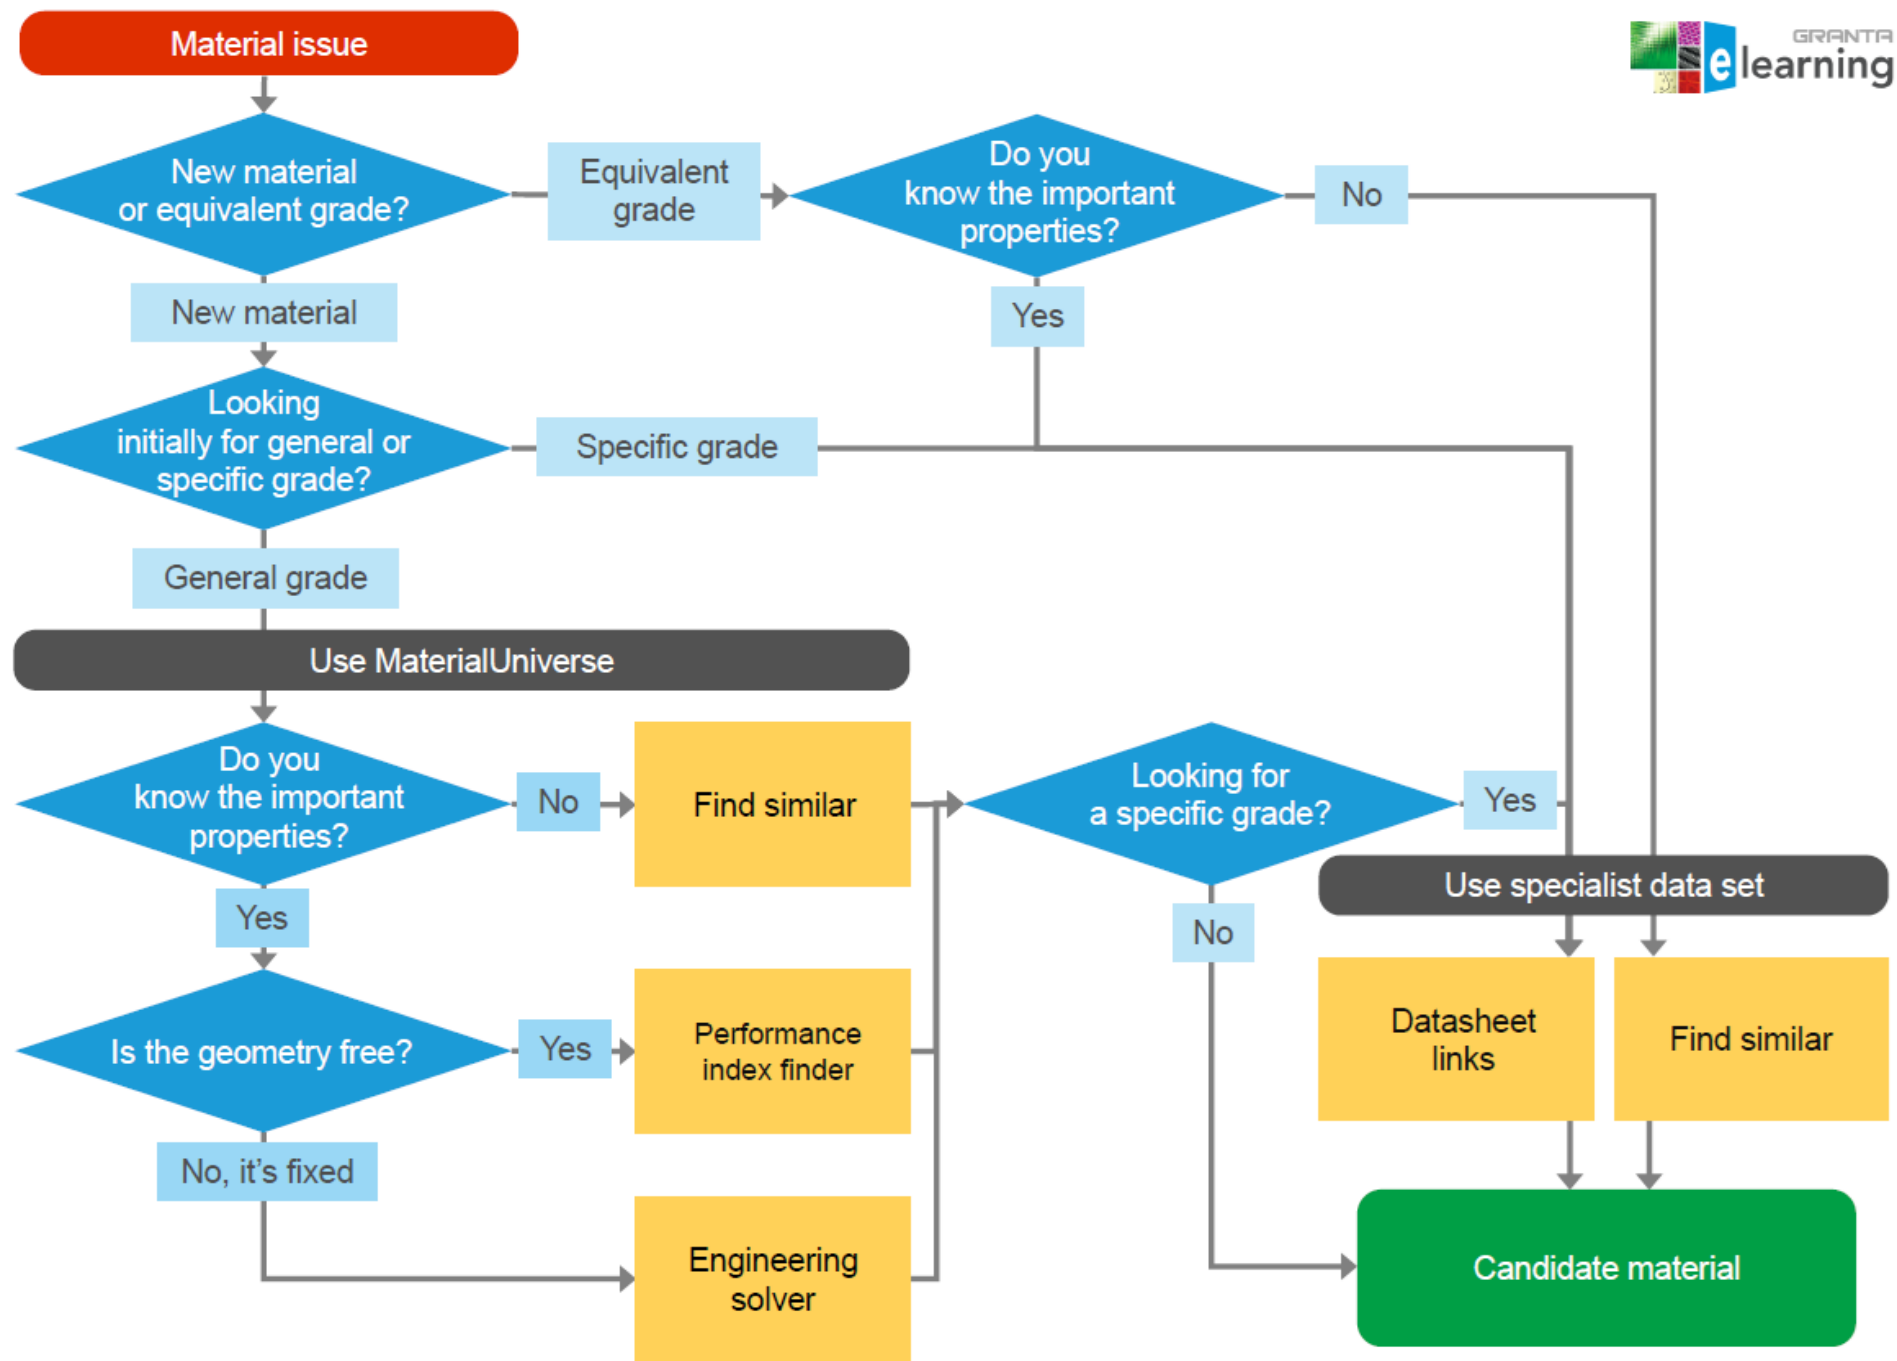 Material issue
GRANTA
e learning
New material
or equivalent grade?
Equivalent
grade
Do you
know the important
properties?
No
New material
Yes
Looking
initially for general or
specific grade?
Specific grade
General grade
Use MaterialUniverse
Do you
know the important
properties?
No
Find similar
Looking for
a specific grade?
Yes
Use specialist data set
Yes
No
Is the geometry free?
Yes
Performance
index finder
Datasheet
links
Find similar
No, it's fixed
Engineering
solver
Candidate material